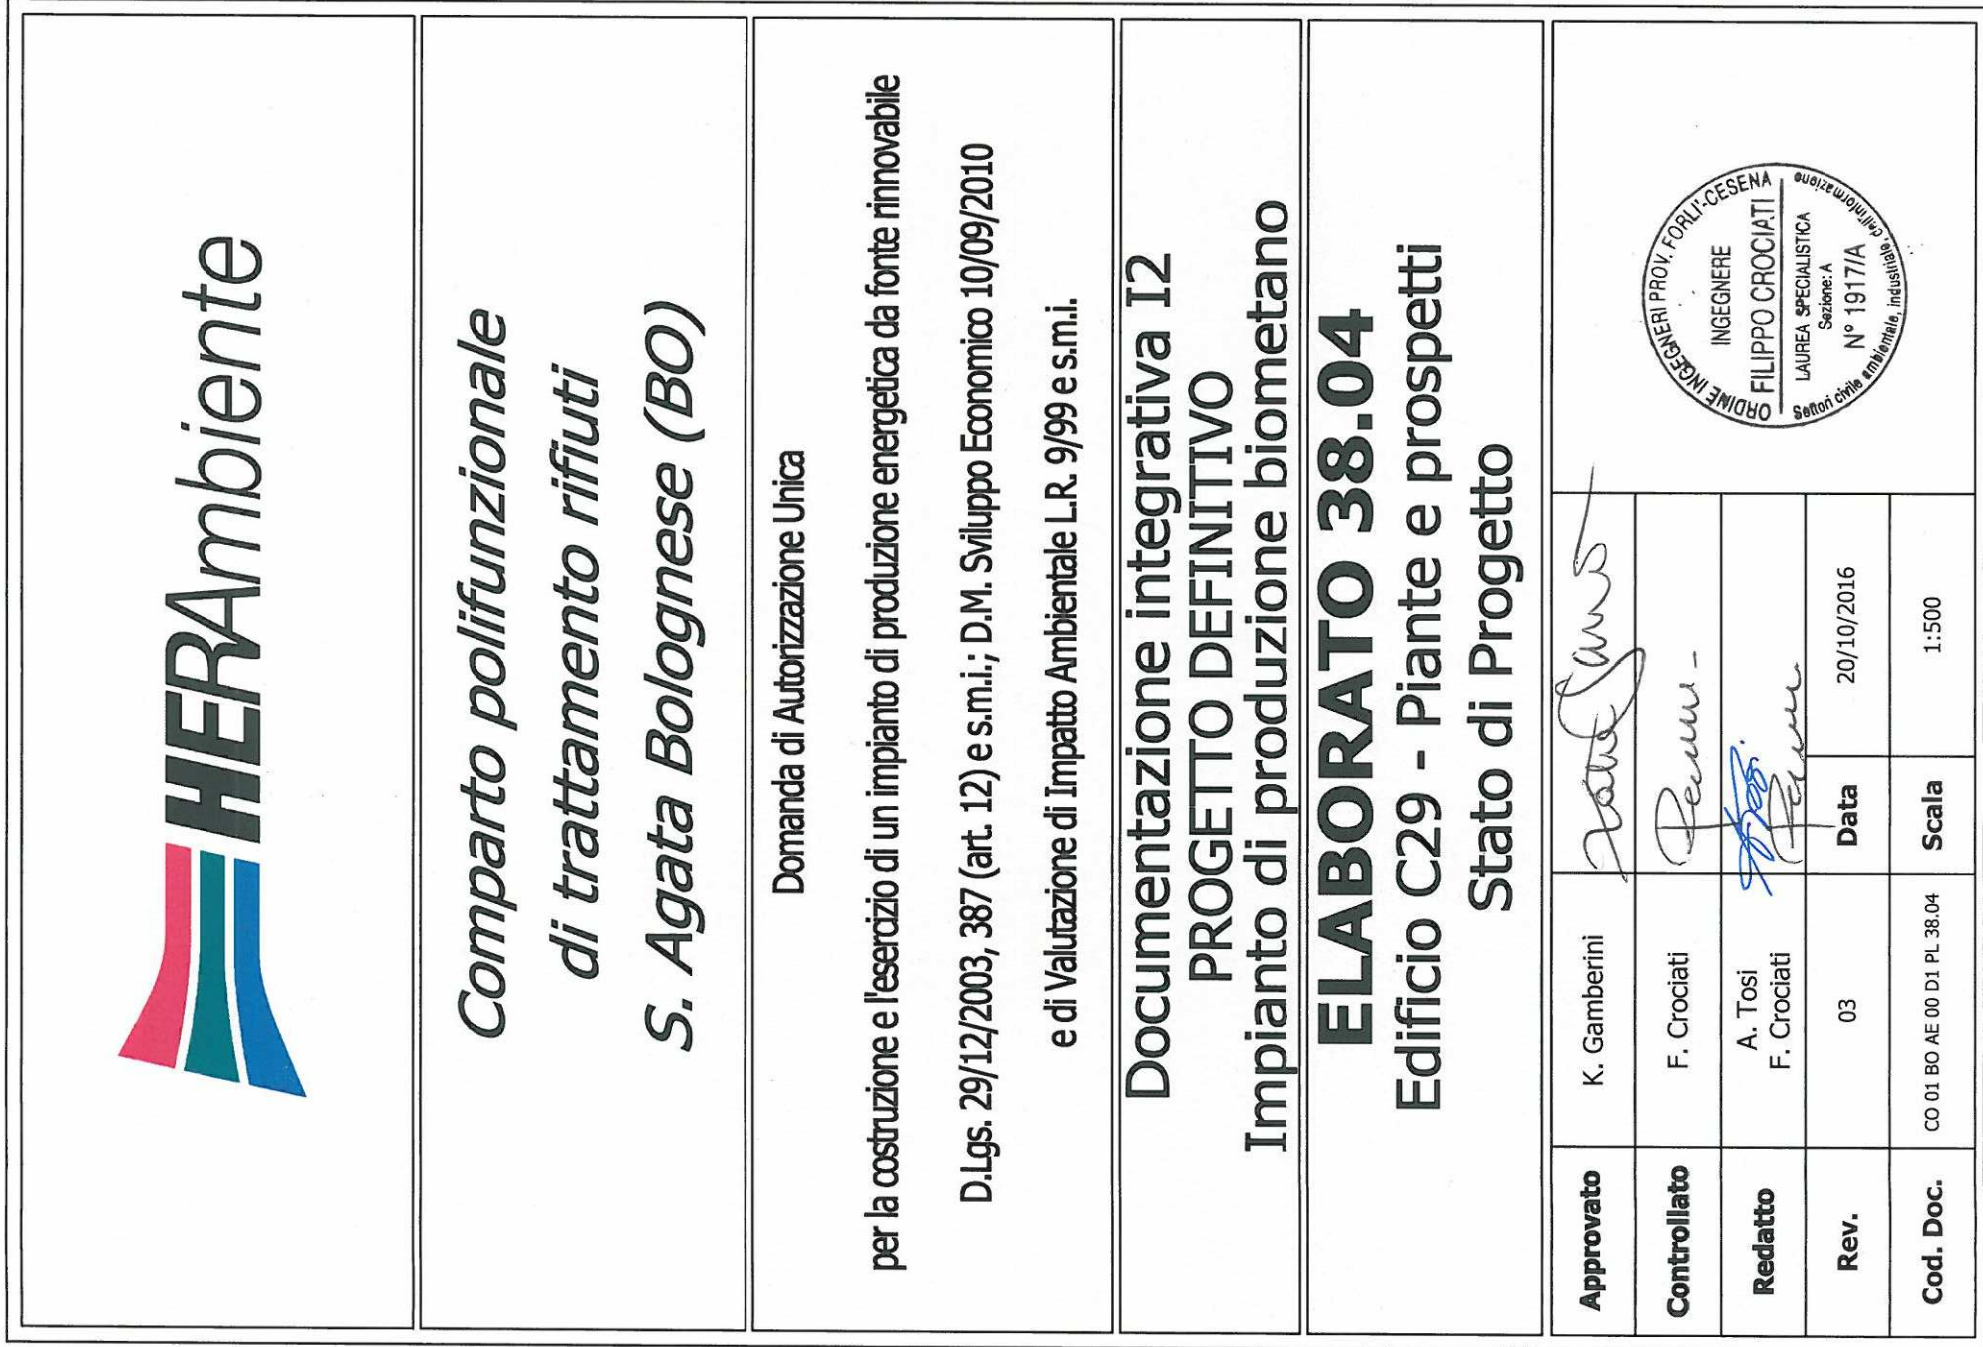 HERAmbiente
Comparto polifunzionale
di trattamento rifiuti
S. Agata Bolognese (BO)
Domanda di Autorizzazione Unica
per la costruzione e l'esercizio di un impianto di produzione energetica da fonte rinnovabile
D.Lgs. 29/12/2003, 387 (art. 12) e s.m.i.; D.M. Sviluppo Economico 10/09/2010
e di Valutazione di Impatto Ambientale L.R. 9/99 e s.m.i.
Documentazione integrativa I2
PROGETTO DEFINITIVO
Impianto di produzione biometano
ELABORATO 38.04
Edificio C29 - Piante e prospetti
Stato di Progetto
Approvato K. Gamberini
Controllato F. Crociati
Redatto A. Tosi
F. Crociati
Rev. 03 Data 20/10/2016
Cod. Doc. CO 01 BO AE 00 D1 PL 38.04 Scala 1:500
ORDINE INGEGNERI PROV. FORLI'-CESENA
INGEGNERE
FILIPPO CROCIATI
LAUREA SPECIALISTICA
Sezione: A
N° 1917/A
Settori civile ambientale, industriale, dell'informazione